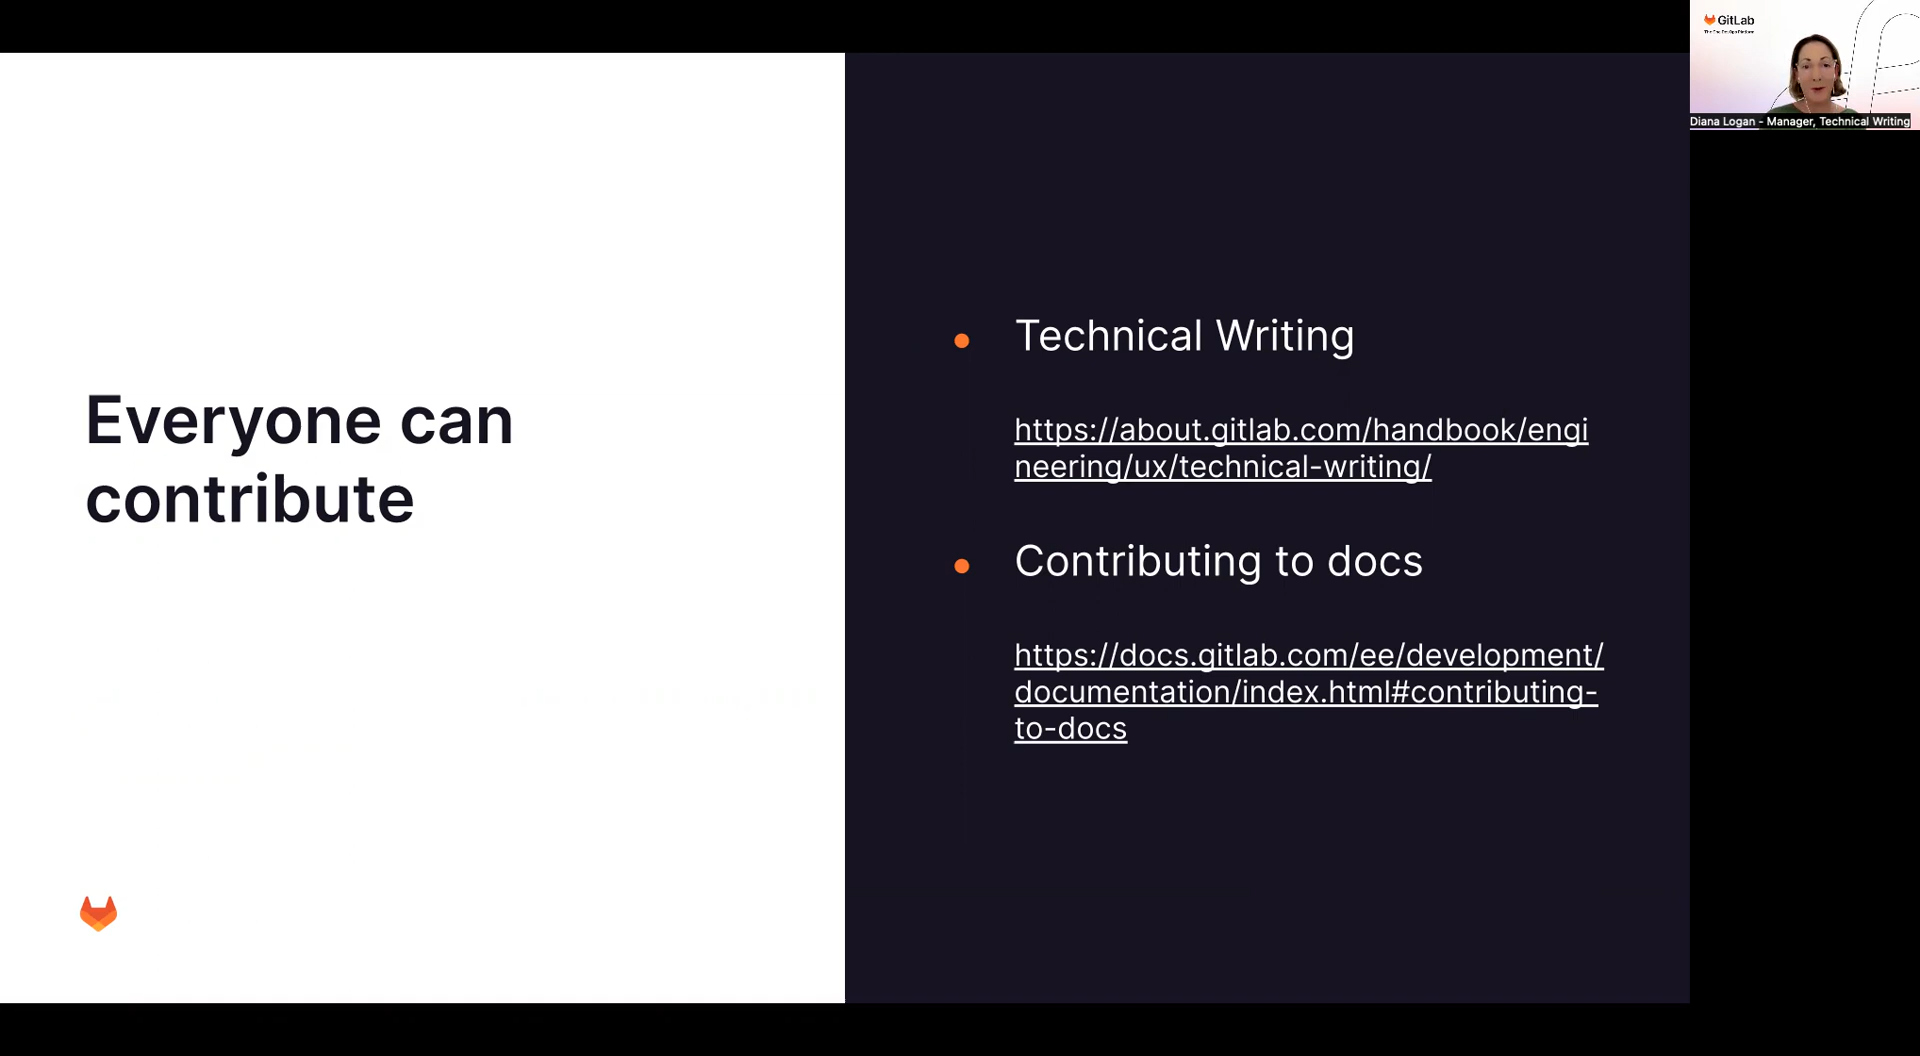 Everyone can
contribute
Technical Writing
https://about.gitlab.com/handbook/engi
neering/ux/technical-writing/
Contributing to docs
https://docs.gitlab.com/ee/development/
documentation/index.html#contributing-
to-docs
GitLab
Diana Logan - Manager, Technical Writing